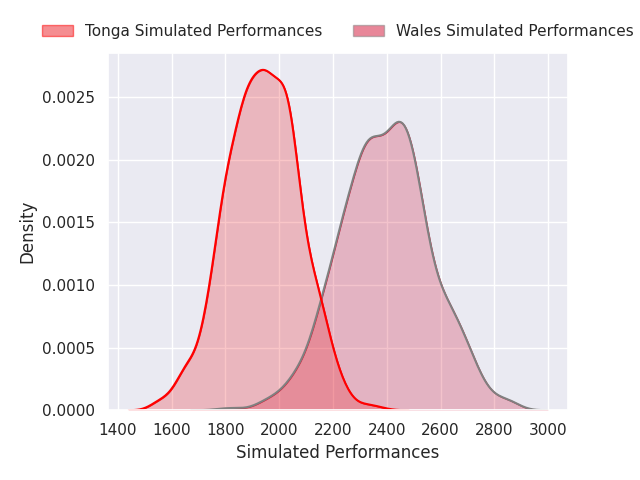 Tonga Simulated Performances Wales Simulated Performances
0.0025
0.0020
0.0015
0.0010
0.0005
0.0000
Density
1400 1600 1800 2000 2200 2400 2600 2800 3000
Simulated Performances